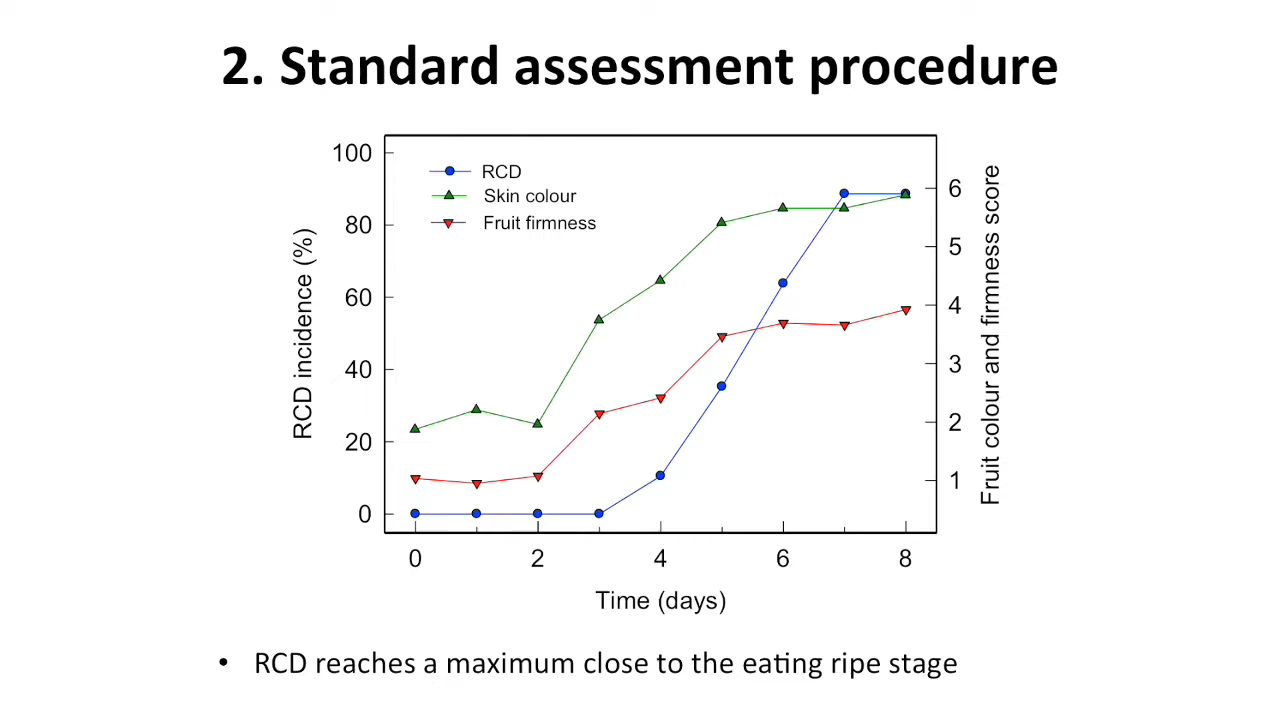 2. Standard assessment procedure
RCD
Skin colour
Fruit firmness
100
80
60
40
20
0
RCD incidence (%)
6
5
4
3
2
1
Fruit colour and firmness score
0 2 4 6 8
Time (days)
• RCD reaches a maximum close to the eating ripe stage